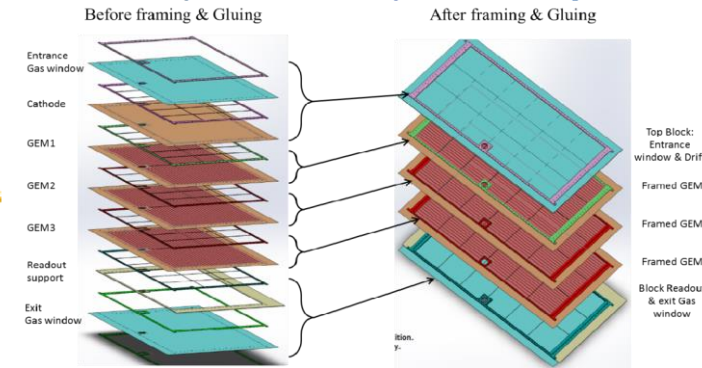 Before framing & Gluing
After framing & Gluing
Entrance
Gas window
Cathode
GEM1
GEM2
GEM3
Readout
support
Exit
Gas window
Top Block:
Entrance
window & Drif
Framed GEM
Framed GEM
Framed GEM
Block Readou
& exit Gas
window
ition.
y.